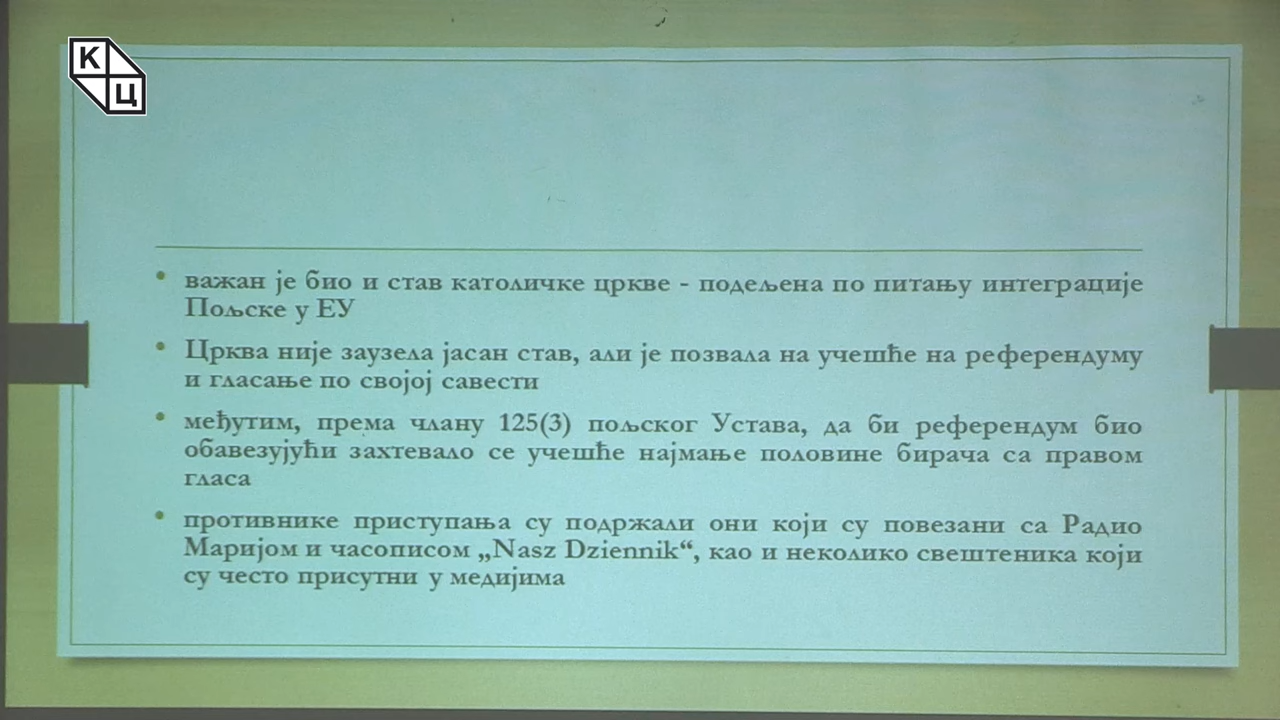 К
Ц
• важан је био и став католичке цркве - подељена по питању интеграције
Пољске у ЕУ
• Црква није заузела јасан став, али је позвала на учешће на референдуму
и гласање по својој савести
• међутим, према члану 125(3) пољског Устава, да би референдум био
обавезујући захтевало се учешће најмање половине бирача са правом
гласа
• противнике приступања су подржали они који су повезани са Радио
Маријом и часописом „Nasz Dziennik“, као и неколико свештеника који
су често присутни у медијима